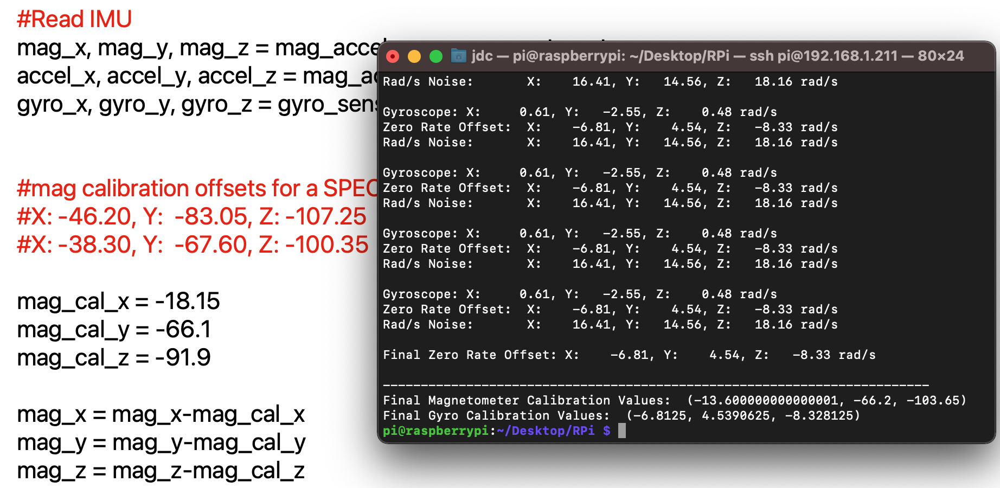 #Read IMU
mag_x, mag_y, mag_z =
accel_x, accel_y, accel_z =
gyro_x, gyro_y, gyro_z =
#mag calibration offsets for a
#X: -46.20, Y:  -83.05, Z: -107.25
#X: -38.30, Y:  -67.60, Z: -100.35
mag_cal_x = -18.15
mag_cal_y = -66.1
mag_cal_z = -91.9
mag_x = mag_x-mag_cal_x
mag_y = mag_y-mag_cal_y
mag_z = mag_z-mag_cal_z
jdc — pi@raspberrypi: ~/Desktop/RPi — ssh pi@192.168.1.211 — 80×24
Rad/s Noise:       X:    16.41, Y:   14.56, Z:   18.16 rad/s
Gyroscope: X:     0.61, Y:   -2.55, Z:    0.48 rad/s
Zero Rate Offset:  X:    -6.81, Y:    4.54, Z:   -8.33 rad/s
Rad/s Noise:       X:    16.41, Y:   14.56, Z:   18.16 rad/s
Gyroscope: X:     0.61, Y:   -2.55, Z:    0.48 rad/s
Zero Rate Offset:  X:    -6.81, Y:    4.54, Z:   -8.33 rad/s
Rad/s Noise:       X:    16.41, Y:   14.56, Z:   18.16 rad/s
Gyroscope: X:     0.61, Y:   -2.55, Z:    0.48 rad/s
Zero Rate Offset:  X:    -6.81, Y:    4.54, Z:   -8.33 rad/s
Rad/s Noise:       X:    16.41, Y:   14.56, Z:   18.16 rad/s
Gyroscope: X:     0.61, Y:   -2.55, Z:    0.48 rad/s
Zero Rate Offset:  X:    -6.81, Y:    4.54, Z:   -8.33 rad/s
Rad/s Noise:       X:    16.41, Y:   14.56, Z:   18.16 rad/s
Final Zero Rate Offset: X:    -6.81, Y:    4.54, Z:   -8.33 rad/s
------------------------------------------------------------------------
Final Magnetometer Calibration Values:  (-13.600000000000001, -66.2, -103.65)
Final Gyro Calibration Values:  (-6.8125, 4.5390625, -8.328125)
pi@raspberrypi:~/Desktop/RPi $